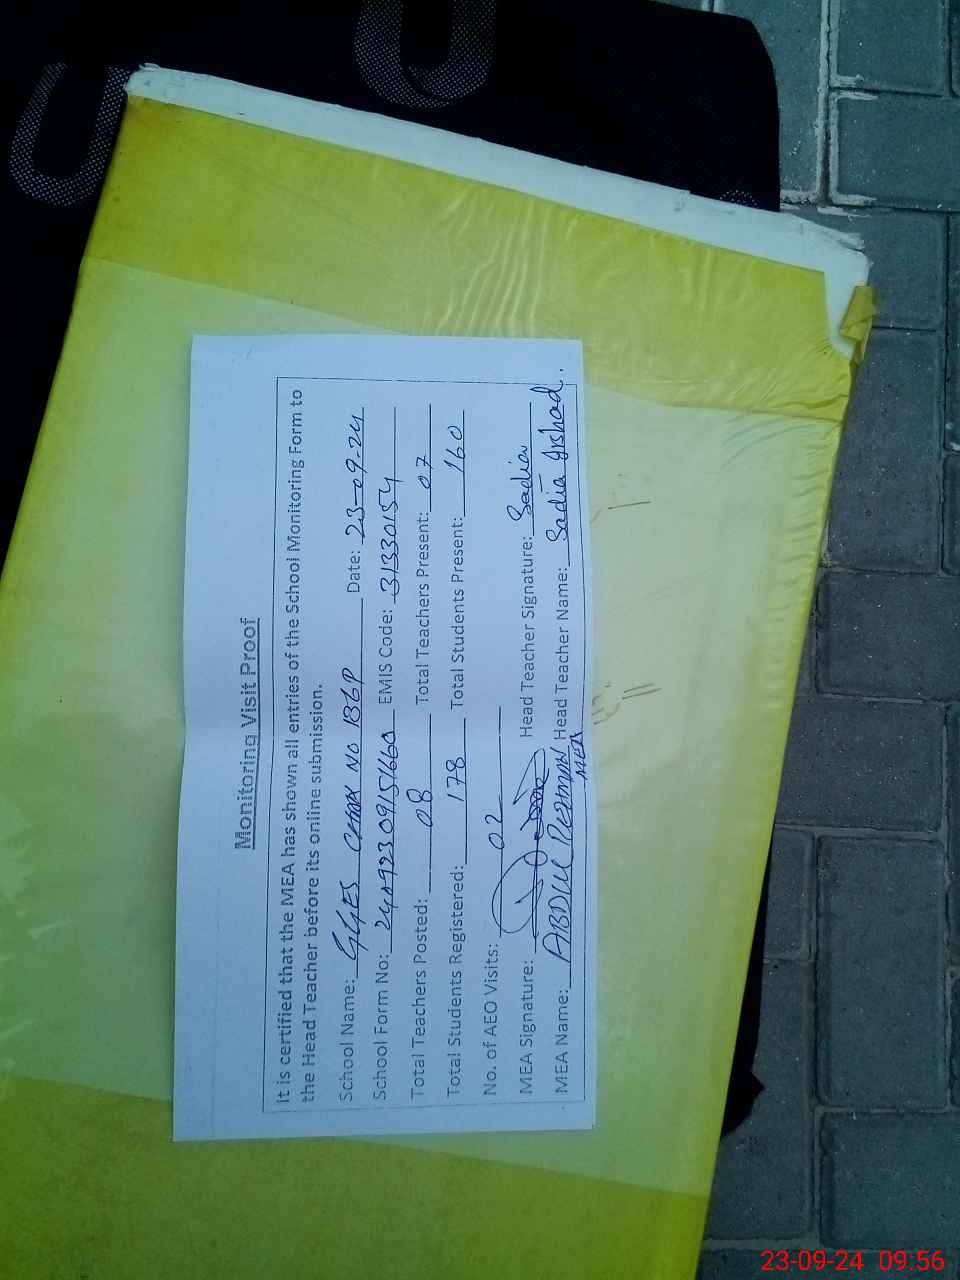 Monitoring Visit Proof
It is certified that the MEA has shown all entries of the School Monitoring Form to
the Head Teacher before its online submission.
School Name: GGES CHAK NO 136P Date: 23-09-24
School Form No: EMIS Code: 31330154
Total Teachers Posted: 08 Total Teachers Present: 07
Total Students Registered: 178 Total Students Present: 160
No. of AEO Visits: 02
MEA Signature: Head Teacher Signature: Sadia
MEA Name: ABDUL REHMAN Head Teacher Name: Sadia Arshad.
MEA
23-09-24 09:56